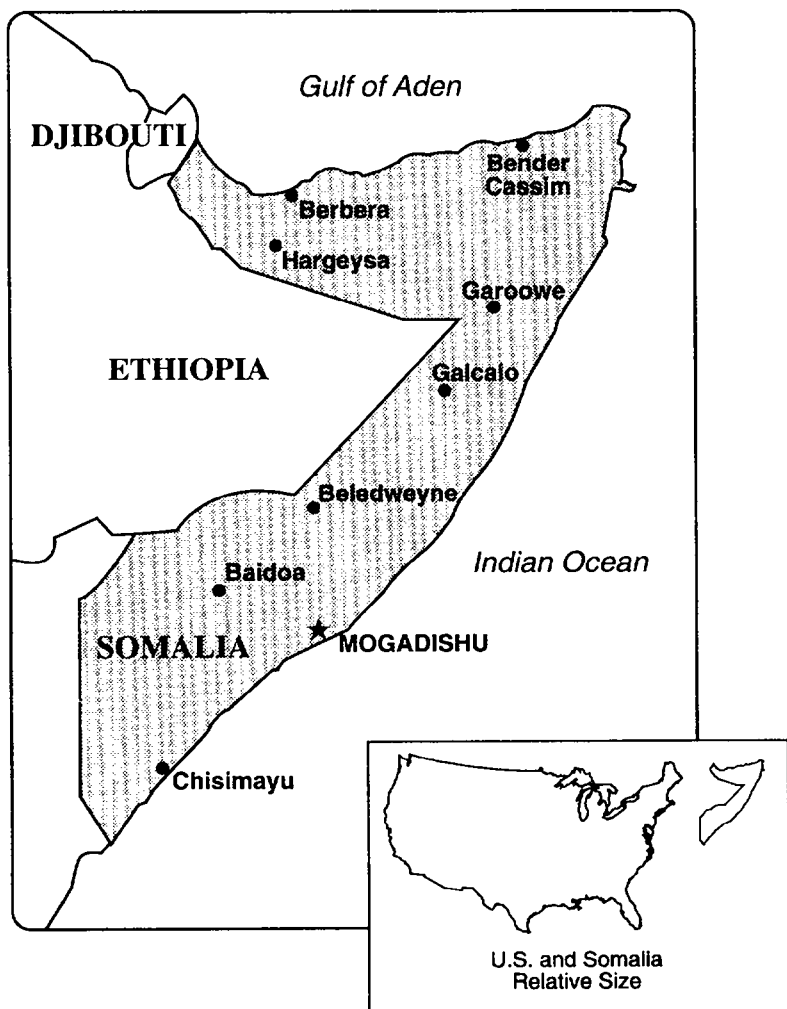 Gulf of Aden
DJIBOUTI
Bender
Cassim
Berbera
Hargeysa
Garoowe
ETHIOPIA
Galcalo
Beledweyne
Indian Ocean
Baidoa
SOMALIA
MOGADISHU
Chisimayu
U.S. and Somalia
Relative Size